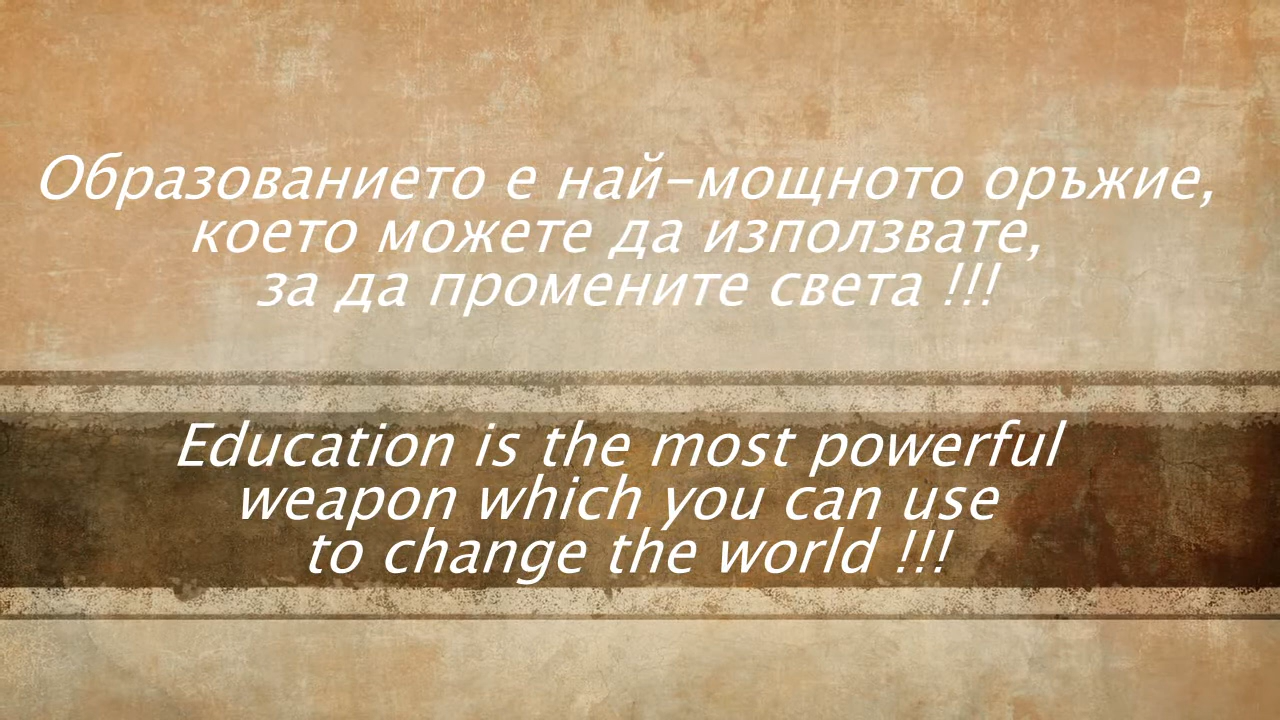 Образованието е най-мощното оръжие,
което можете да използвате,
за да промените света !!!
Education is the most powerful
weapon which you can use
to change the world !!!